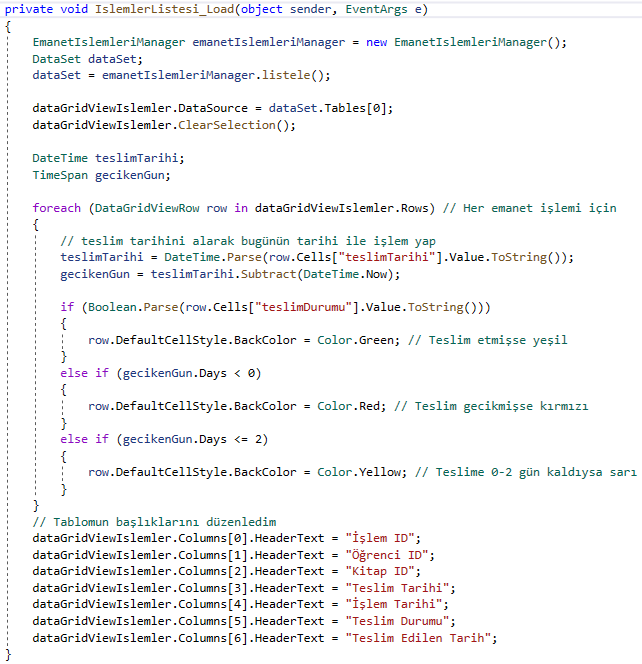 private void IslemlerListesi_Load(object sender, EventArgs e)
{
    EmanetIslemleriManager emanetIslemleriManager = new EmanetIslemleriManager();
    DataSet dataSet;
    dataSet = emanetIslemleriManager.listele();

    dataGridViewIslemler.DataSource = dataSet.Tables[0];
    dataGridViewIslemler.ClearSelection();

    DateTime teslimTarihi;
    TimeSpan gecikenGun;

    foreach (DataGridViewRow row in dataGridViewIslemler.Rows) // Her emanet işlemi için
    {
        // teslim tarihini alarak bugünün tarihi ile işlem yap
        teslimTarihi = DateTime.Parse(row.Cells["teslimTarihi"].Value.ToString());
        gecikenGun = teslimTarihi.Subtract(DateTime.Now);

        if (Boolean.Parse(row.Cells["teslimDurumu"].Value.ToString()))
        {
            row.DefaultCellStyle.BackColor = Color.Green; // Teslim etmişse yeşil
        }
        else if (gecikenGun.Days < 0)
        {
            row.DefaultCellStyle.BackColor = Color.Red; // Teslim gecikmişse kırmızı
        }
        else if (gecikenGun.Days <= 2)
        {
            row.DefaultCellStyle.BackColor = Color.Yellow; // Teslime 0-2 gün kaldıysa sarı
        }
    }
    // Tablomun başlıklarını düzenledim
    dataGridViewIslemler.Columns[0].HeaderText = "İşlem ID";
    dataGridViewIslemler.Columns[1].HeaderText = "Öğrenci ID";
    dataGridViewIslemler.Columns[2].HeaderText = "Kitap ID";
    dataGridViewIslemler.Columns[3].HeaderText = "Teslim Tarihi";
    dataGridViewIslemler.Columns[4].HeaderText = "İşlem Tarihi";
    dataGridViewIslemler.Columns[5].HeaderText = "Teslim Durumu";
    dataGridViewIslemler.Columns[6].HeaderText = "Teslim Edilen Tarih";
}